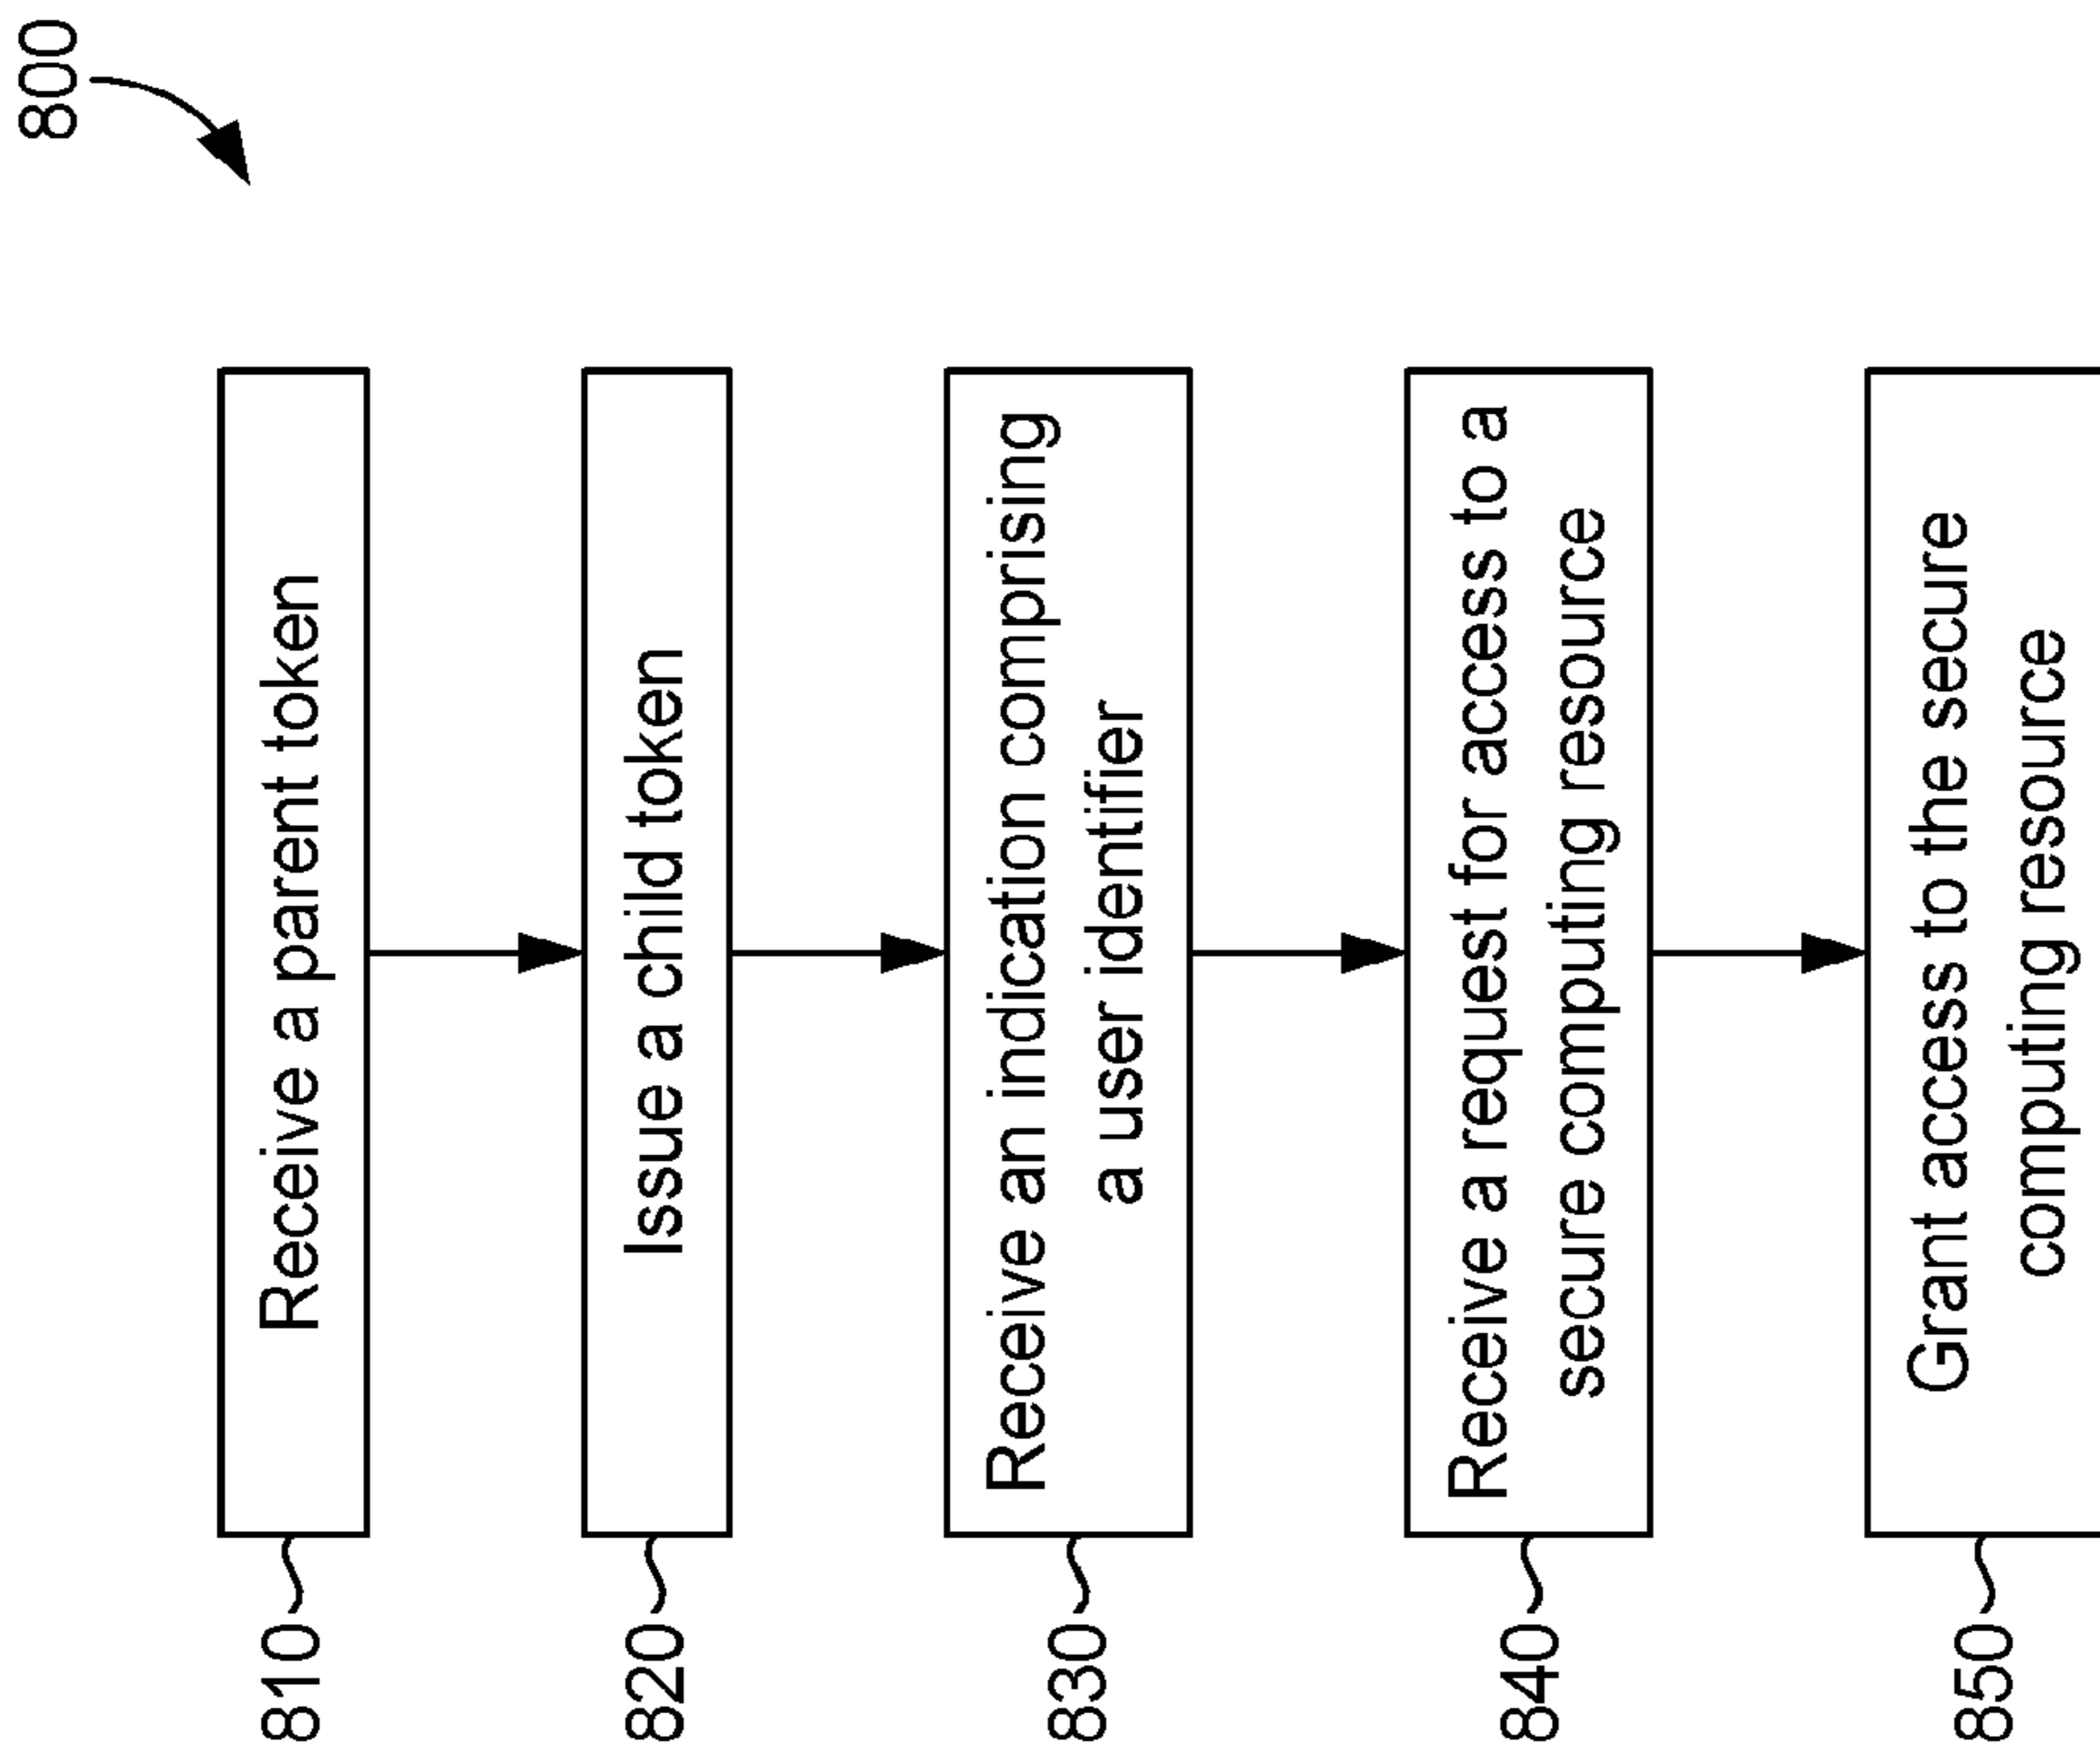 800
810
Receive a parent token
820
Issue a child token
830
Receive an indication comprising
a user identifier
840
Receive a request for access to a
secure computing resource
850
Grant access to the secure
computing resource